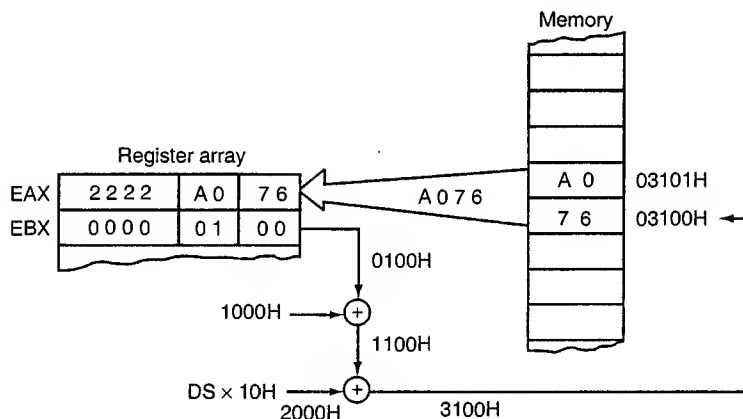 Memory
Register array
EAX 2222 A0 76
EBX 0000 01 00
A076
A0 03101H
76 03100H
0100H
1000H +
1100H
DS × 10H +
2000H 3100H